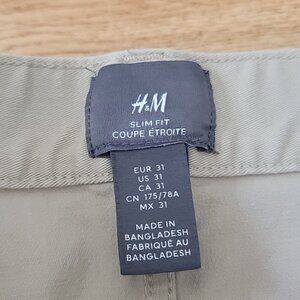 H&M
SLIM FIT
COUPE ÉTROITE
EUR 31
US 31
CA 31
CN 175/78A
MX 31
MADE IN
BANGLADESH
FABRIQUÉ AU
BANGLADESH